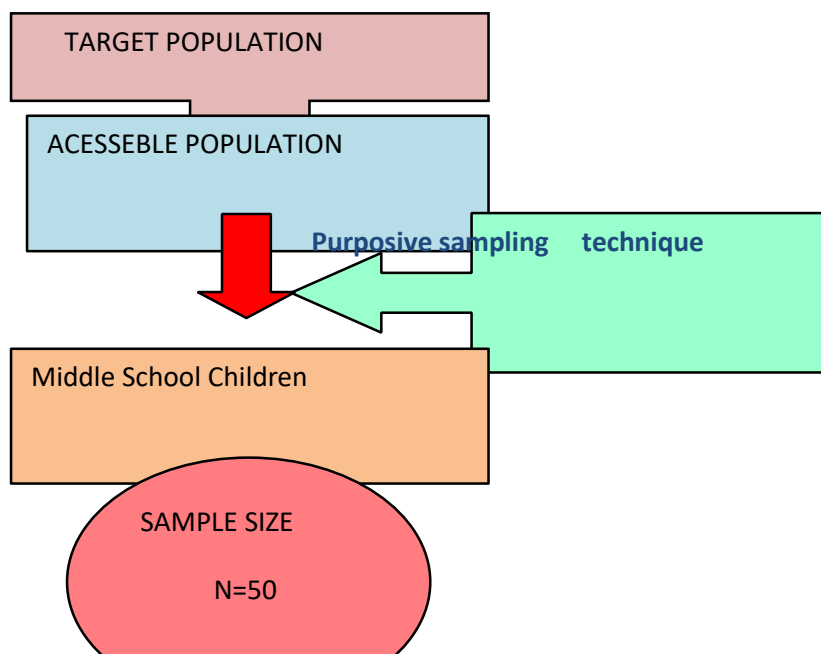 TARGET POPULATION
ACESSEBLE POPULATION
Purposive sampling technique
Middle School Children
SAMPLE SIZE
N=50